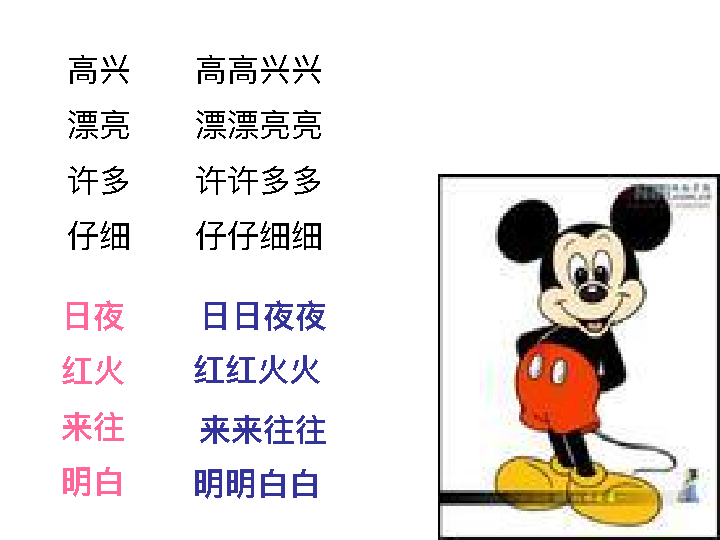 高兴 高高兴兴
漂亮 漂漂亮亮
许多 许许多多
仔细 仔仔细细
日夜 日日夜夜
红火 红红火火
来往 来来往往
明白 明明白白